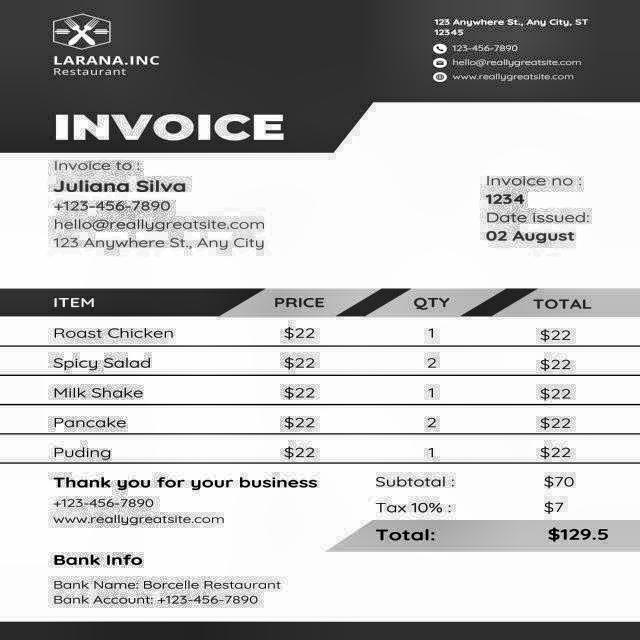 LARANA.INC
Restaurant
123 Anywhere St., Any City, ST
12345
123-456-7890
hello@reallygreatsite.com
www.reallygreatsite.com
INVOICE
Invoice to :
Juliana Silva
+123-456-7890
hello@reallygreatsite.com
123 Anywhere St., Any City
Invoice no :
1234
Date issued:
02 August
ITEM PRICE QTY TOTAL
Roast Chicken $22 1 $22
Spicy Salad $22 2 $22
Milk Shake $22 1 $22
Pancake $22 2 $22
Puding $22 1 $22
Thank you for your business
+123-456-7890
www.reallygreatsite.com
Subtotal : $70
Tax 10% : $7
Total: $129.5
Bank Info
Bank Name: Borcelle Restaurant
Bank Account: +123-456-7890